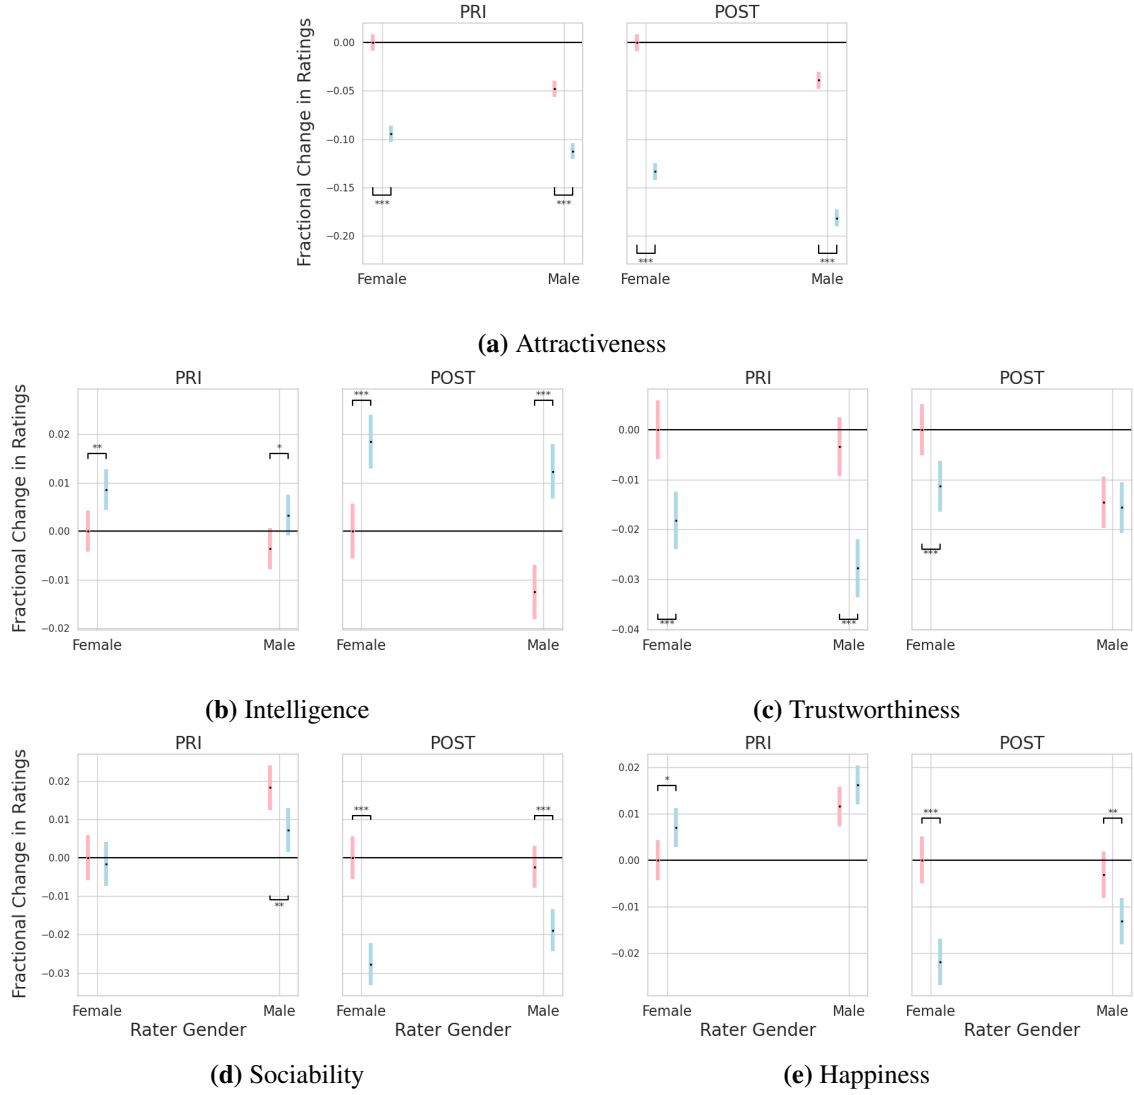 PRI POST
Fractional Change in Ratings
0.00
−0.05
−0.10
−0.15
−0.20
*** *** *** ***
Female Male Female Male
(a) Attractiveness
PRI POST PRI POST
Fractional Change in Ratings
0.02
0.01
0.00
−0.01
−0.02
** * *** ***
0.00
−0.01
−0.02
−0.03
−0.04
*** *** ***
Female Male Female Male Female Male Female Male
(b) Intelligence (c) Trustworthiness
PRI POST PRI POST
Fractional Change in Ratings
0.02
0.01
0.00
−0.01
−0.02
−0.03
** *** ***
0.02
0.01
0.00
−0.01
−0.02
* *** **
Female Male Female Male Female Male Female Male
Rater Gender Rater Gender Rater Gender Rater Gender
(d) Sociability (e) Happiness